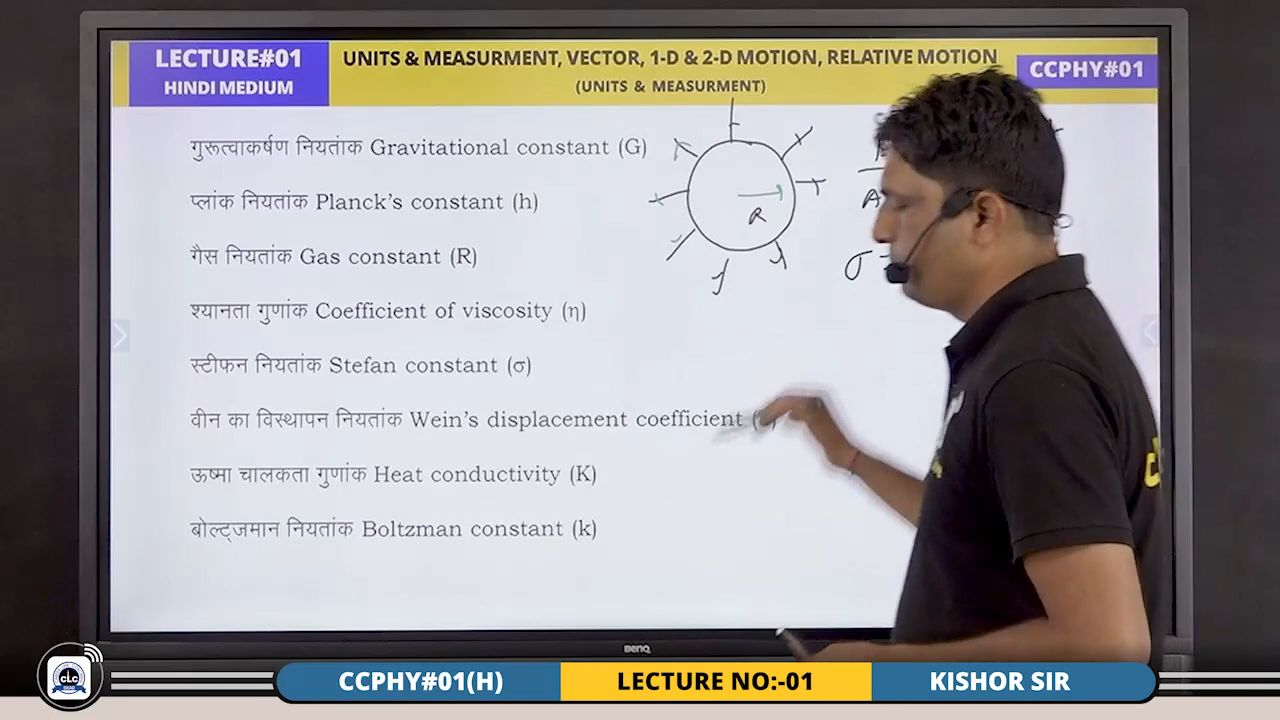 LECTURE#01
HINDI MEDIUM
UNITS & MEASURMENT, VECTOR, 1-D & 2-D MOTION, RELATIVE MOTION
(UNITS & MEASURMENT)
CCPHY#01
गुरूत्वाकर्षण नियतांक Gravitational constant (G)
प्लांक नियतांक Planck's constant (h)
गैस नियतांक Gas constant (R)
श्यानता गुणांक Coefficient of viscosity (η)
स्टीफन नियतांक Stefan constant (σ)
वीन का विस्थापन नियतांक Wein's displacement coefficient
ऊष्मा चालकता गुणांक Heat conductivity (K)
बोल्ट्जमान नियतांक Boltzman constant (k)
R
A
σ
BenQ
CLC
CCPHY#01(H)
LECTURE NO:-01
KISHOR SIR